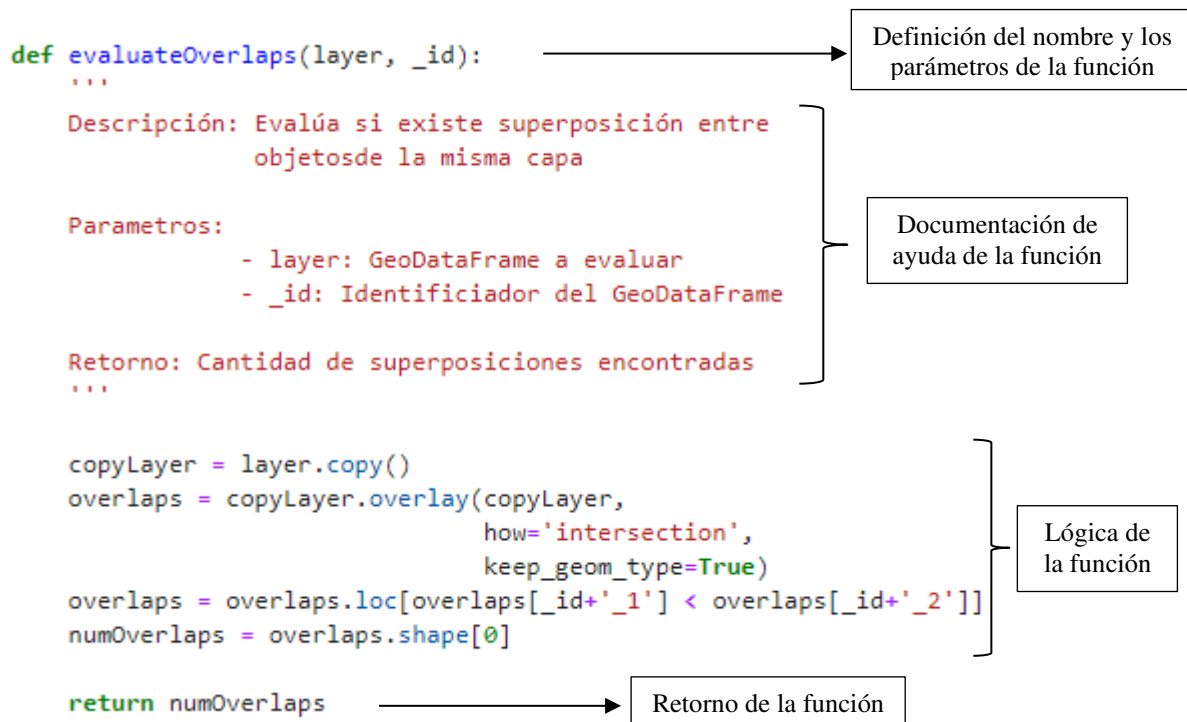 def evaluateOverlaps(layer, _id):
Definición del nombre y los
parámetros de la función
'''
Descripción: Evalúa si existe superposición entre
objetosde la misma capa
Parametros:
- layer: GeoDataFrame a evaluar
- _id: Identificiador del GeoDataFrame
Retorno: Cantidad de superposiciones encontradas
'''
Documentación de
ayuda de la función
copyLayer = layer.copy()
overlaps = copyLayer.overlay(copyLayer,
how='intersection',
keep_geom_type=True)
overlaps = overlaps.loc[overlaps[_id+'_1'] < overlaps[_id+'_2']]
numOverlaps = overlaps.shape[0]
Lógica de
la función
return numOverlaps
Retorno de la función